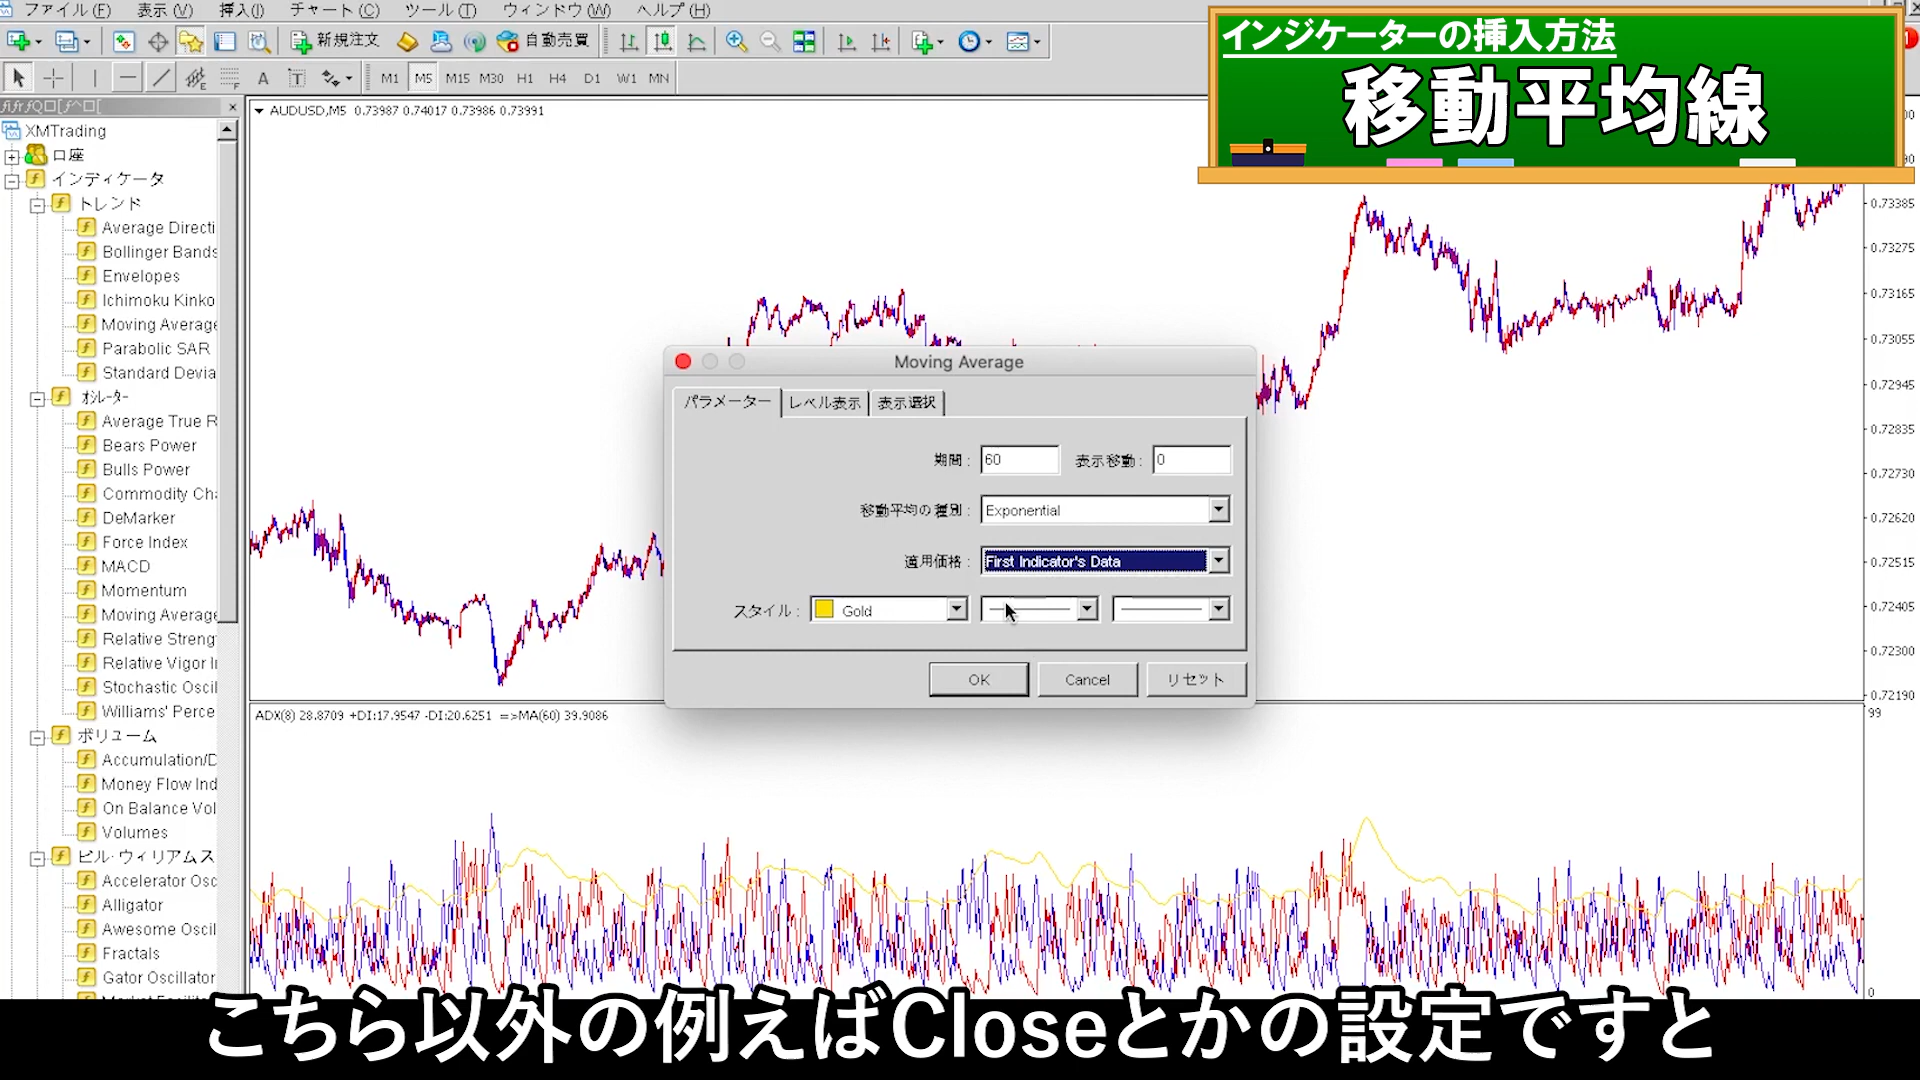 ファイル (F) 表示 (V) 挿入(I) チャート (C) ツール (T) ウィンドウ (W) ヘルプ (H)
新規注文 自動売買
A T M1 M5 M15 M30 H1 H4 D1 W1 MN
インジケーターの挿入方法
移動平均線
XMTrading
口座
インディケータ
トレンド
Average Directi
Bollinger Bands
Envelopes
Ichimoku Kinko
Moving Average
Parabolic SAR
Standard Devia
オシレーター
Average True R
Bears Power
Bulls Power
Commodity Cha
DeMarker
Force Index
MACD
Momentum
Moving Average
Relative Streng
Relative Vigor I
Stochastic Oscil
Williams' Perce
ボリューム
Accumulation/D
Money Flow Ind
On Balance Vol
Volumes
ビル・ウィリアムス
Accelerator Osc
Alligator
Awesome Oscil
Fractals
Gator Oscillator
AUDUSD,M5 0.73987 0.74017 0.73986 0.73991
0.73385
0.73275
0.73165
0.73055
0.72945
0.72835
0.72730
0.72620
0.72515
0.72405
0.72300
0.72190
Moving Average
パラメーター レベル表示 表示選択
期間 : 60 表示移動 : 0
移動平均の種別 : Exponential
適用価格 : First Indicator's Data
スタイル : Gold
OK Cancel リセット
ADX(8) 28.8709 +DI:17.9547 -DI:20.6251 =>MA(60) 39.9086
99
0
こちら以外の例えばCloseとかの設定ですと